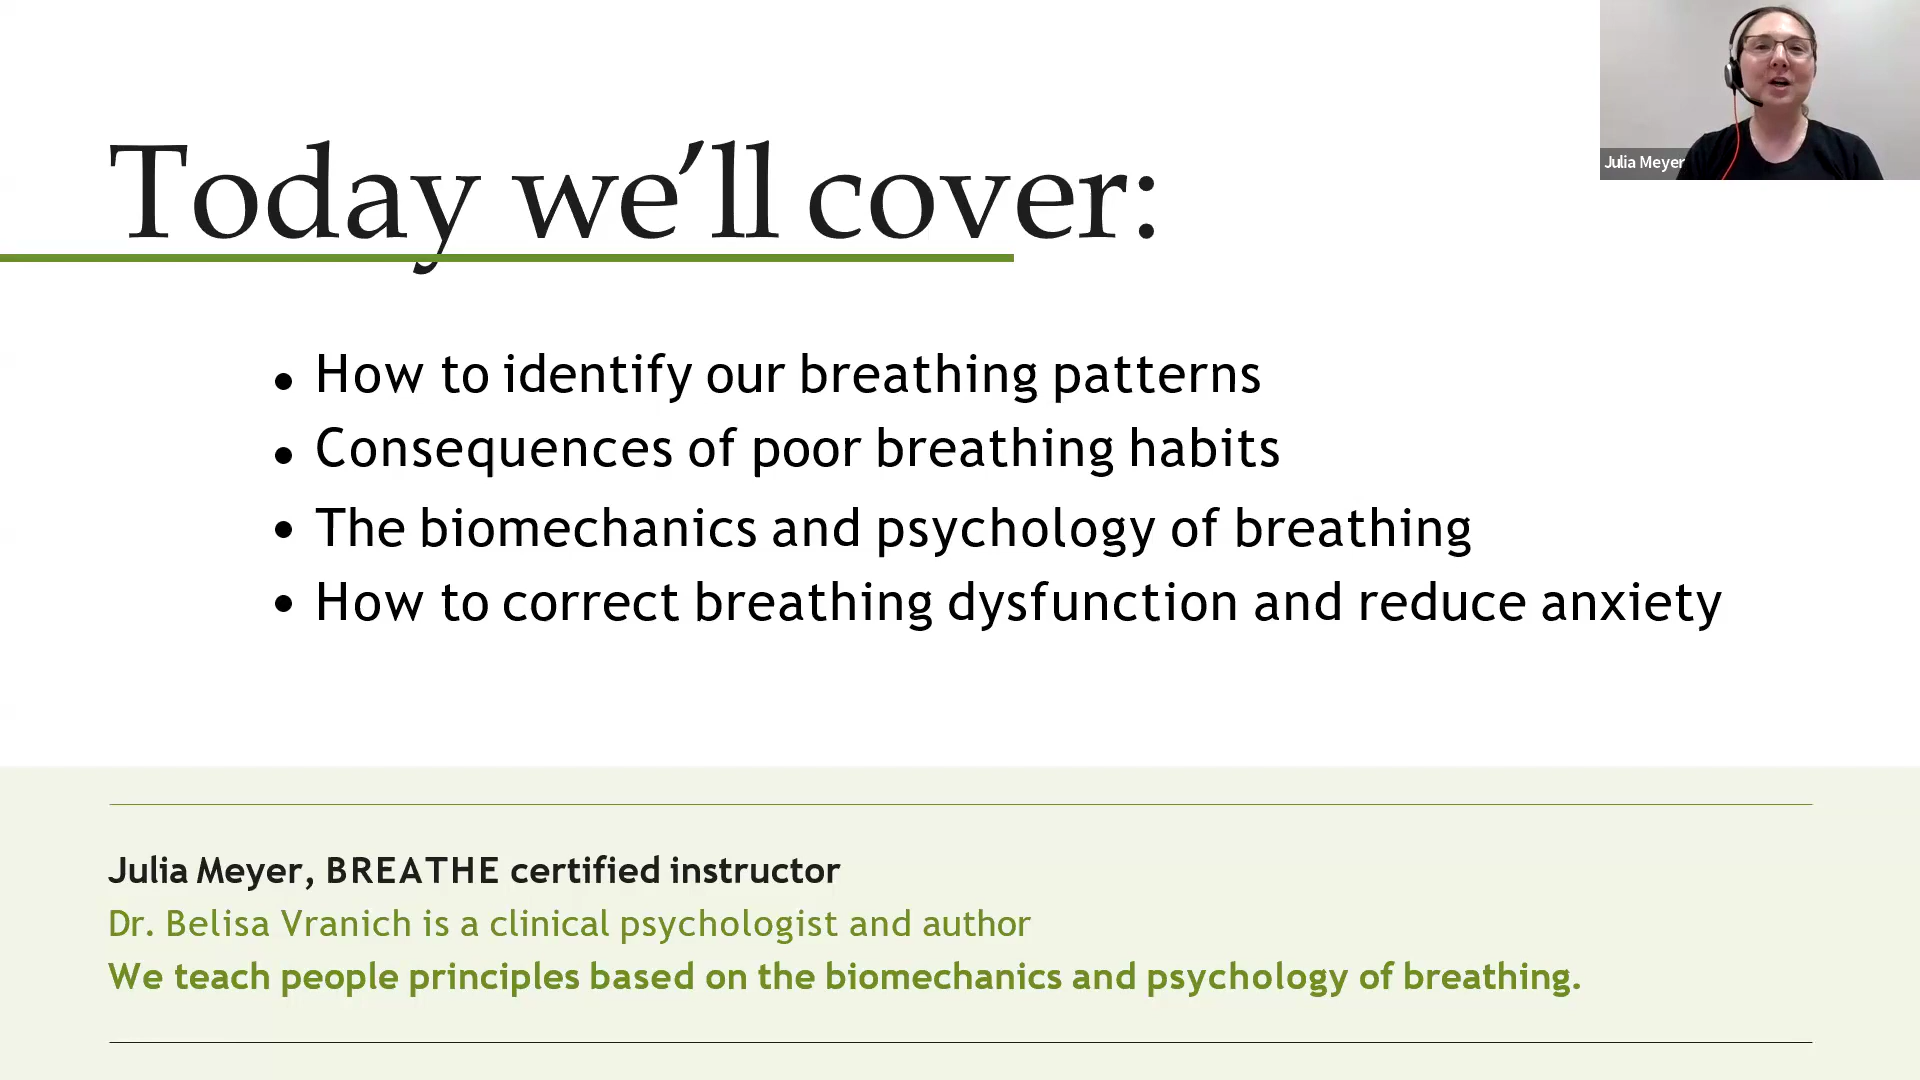 Today we’ll cover:
Julia Meyer
• How to identify our breathing patterns
• Consequences of poor breathing habits
• The biomechanics and psychology of breathing
• How to correct breathing dysfunction and reduce anxiety
Julia Meyer, BREATHE certified instructor
Dr. Belisa Vranich is a clinical psychologist and author
We teach people principles based on the biomechanics and psychology of breathing.